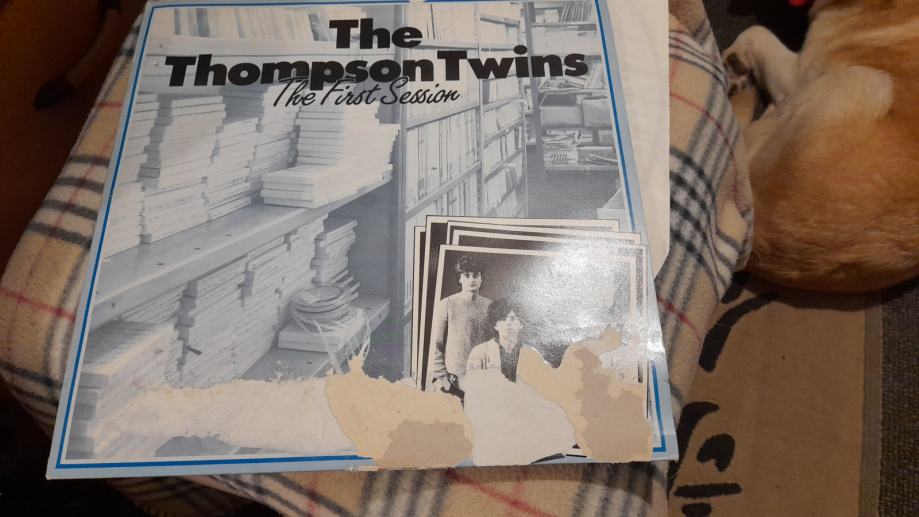 The
Thompson Twins
The First Session